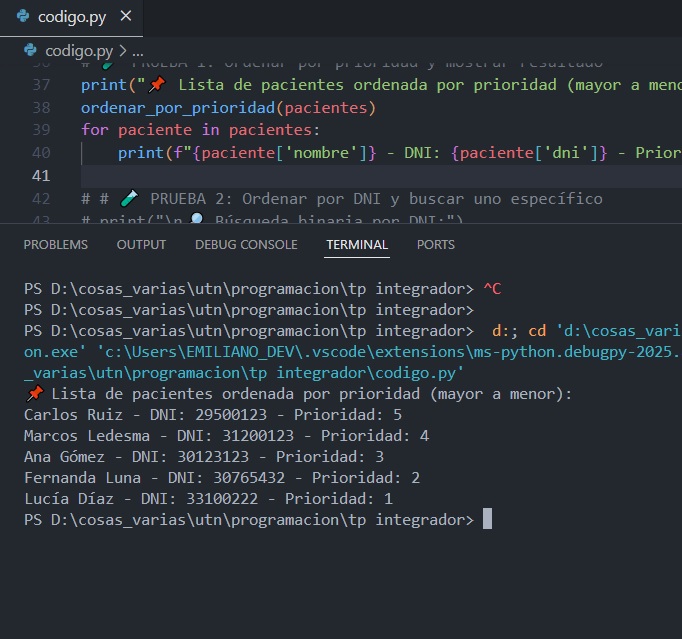 codigo.py ×
codigo.py > ...
36 # 🧪 PRUEBA 1: Ordenar por prioridad y mostrar resultado
37 print("📌 Lista de pacientes ordenada por prioridad (mayor a meno
38 ordenar_por_prioridad(pacientes)
39 for paciente in pacientes:
40 print(f"{paciente['nombre']} - DNI: {paciente['dni']} - Prior
41
42 # # 🧪 PRUEBA 2: Ordenar por DNI y buscar uno específico
43 # print("\n🔍 Búsqueda binaria por DNI:")
PROBLEMS OUTPUT DEBUG CONSOLE TERMINAL PORTS
PS D:\cosas_varias\utn\programacion\tp integrador> ^C
PS D:\cosas_varias\utn\programacion\tp integrador>
PS D:\cosas_varias\utn\programacion\tp integrador> d:; cd 'd:\cosas_vari
on.exe' 'c:\Users\EMILIANO_DEV\.vscode\extensions\ms-python.debugpy-2025.
_varias\utn\programacion\tp integrador\codigo.py'
📌 Lista de pacientes ordenada por prioridad (mayor a menor):
Carlos Ruiz - DNI: 29500123 - Prioridad: 5
Marcos Ledesma - DNI: 31200123 - Prioridad: 4
Ana Gómez - DNI: 30123123 - Prioridad: 3
Fernanda Luna - DNI: 30765432 - Prioridad: 2
Lucía Díaz - DNI: 33100222 - Prioridad: 1
PS D:\cosas_varias\utn\programacion\tp integrador>